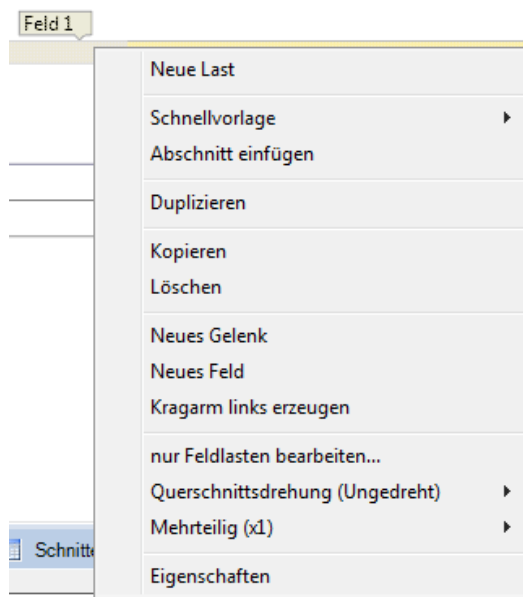 Feld 1
Neue Last
Schnellvorlage
Abschnitt einfügen
Duplizieren
Kopieren
Löschen
Neues Gelenk
Neues Feld
Kragarm links erzeugen
nur Feldlasten bearbeiten...
Querschnittsdrehung (Ungedreht)
Mehrteilig (x1)
Schnitte
Eigenschaften